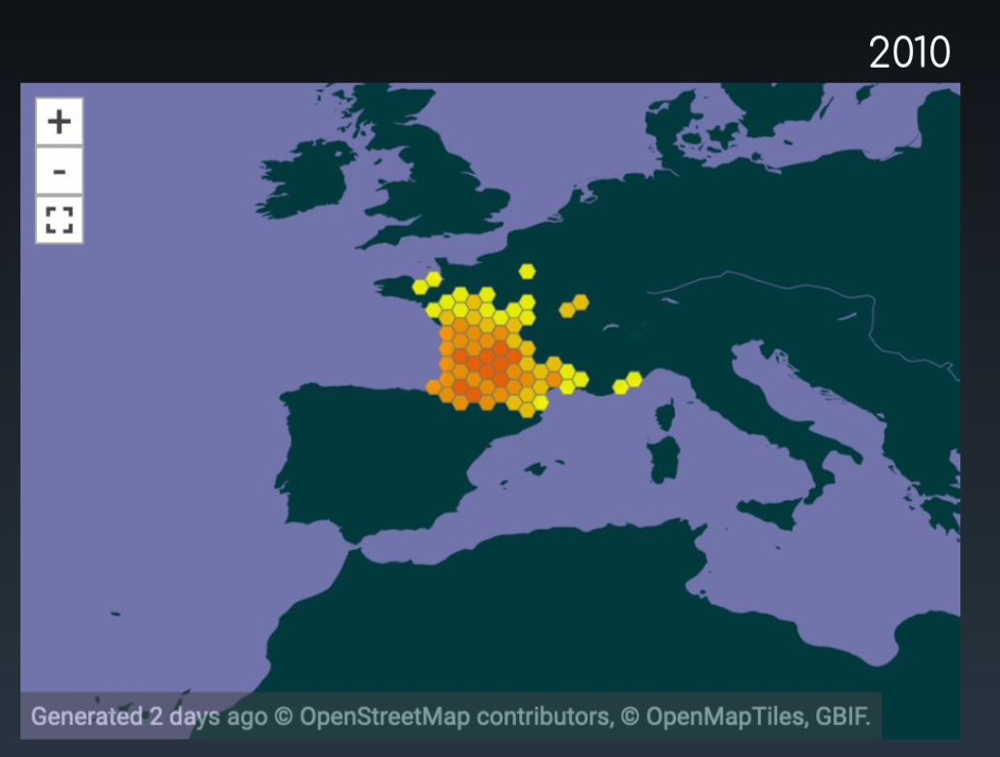 2010
+
-
Generated 2 days ago © OpenStreetMap contributors, © OpenMapTiles, GBIF.